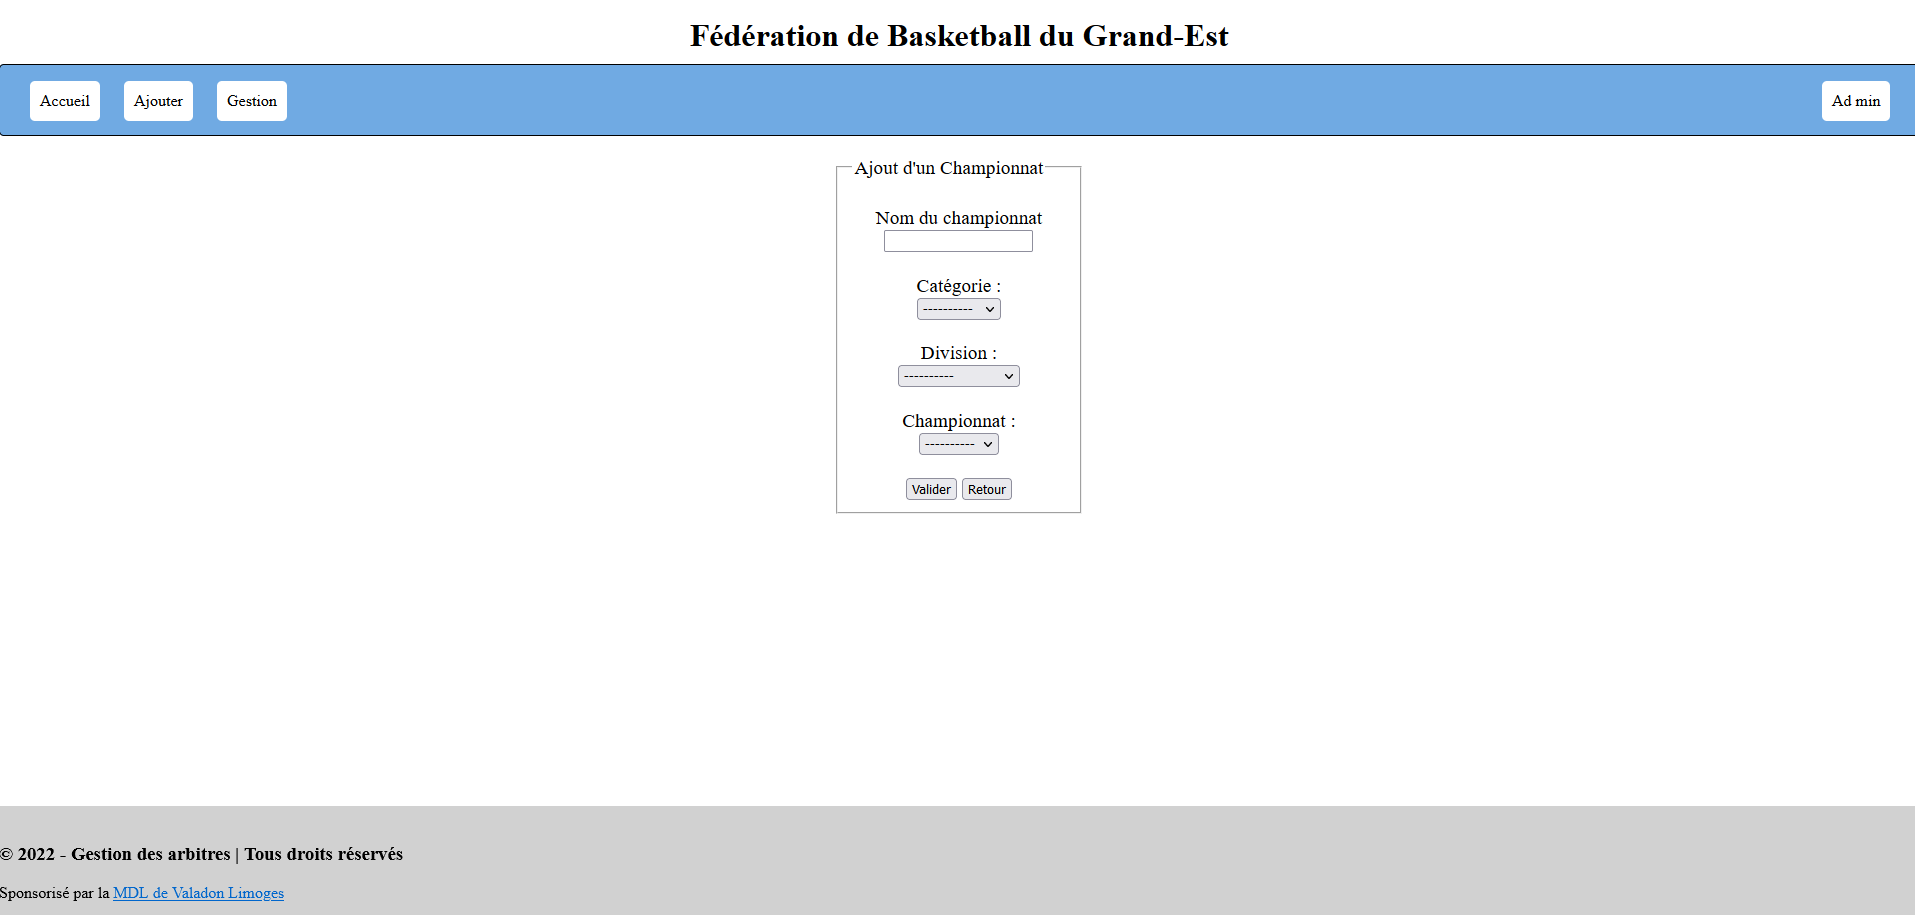 Fédération de Basketball du Grand-Est
Accueil Ajouter Gestion Ad min
Ajout d'un Championnat
Nom du championnat
Catégorie :
----------
Division :
----------
Championnat :
----------
Valider Retour
© 2022 - Gestion des arbitres | Tous droits réservés
Sponsorisé par la MDL de Valadon Limoges